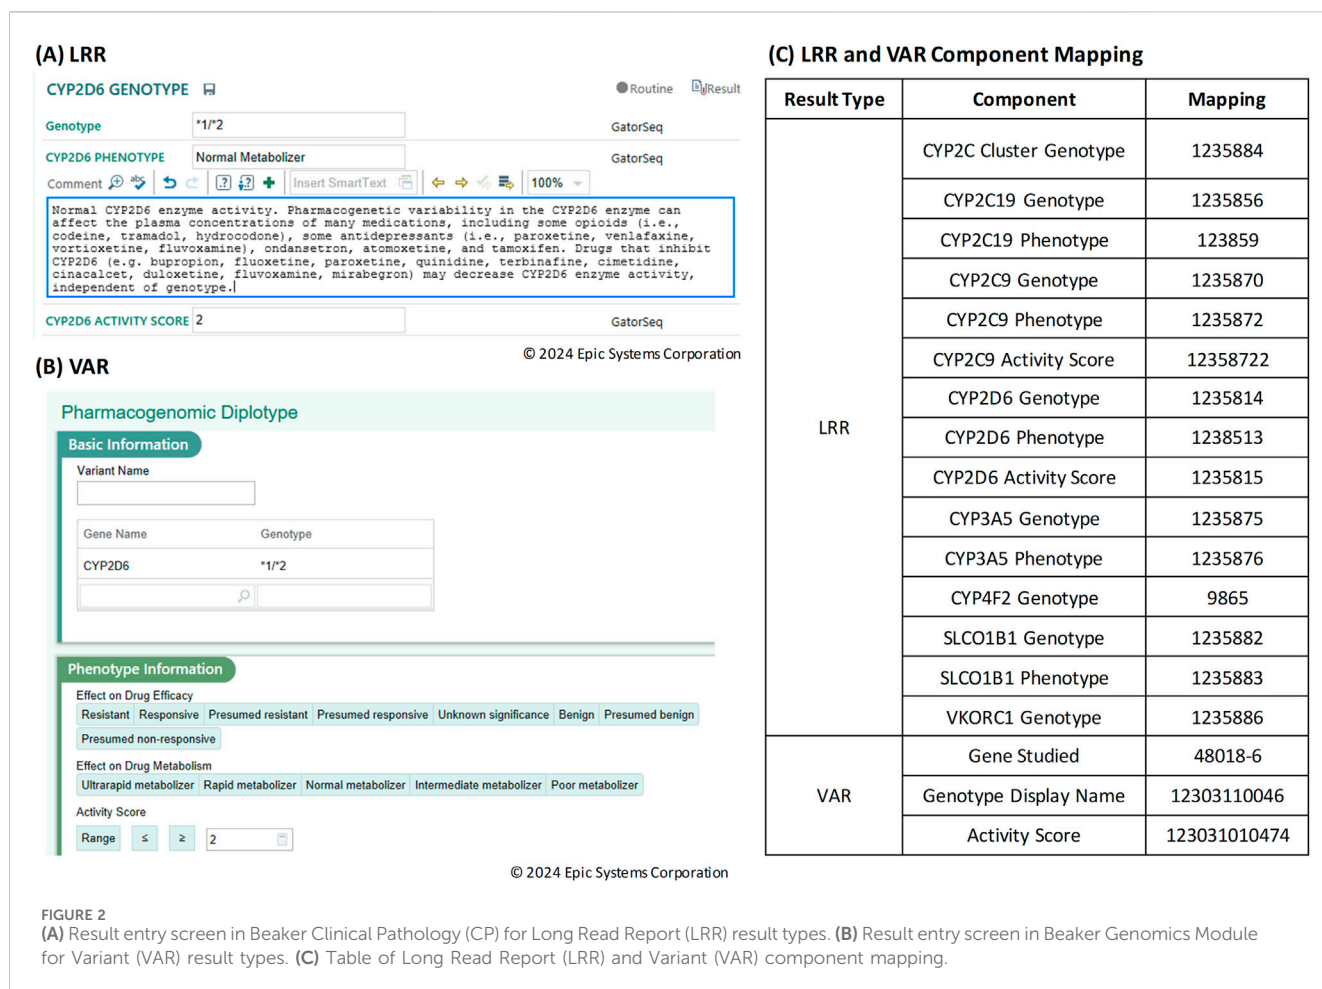 (A) LRR
CYP2D6 GENOTYPE
Routine
Result
Genotype
*1/*2
GatorSeq
CYP2D6 PHENOTYPE
Normal Metabolizer
GatorSeq
Comment
abc
Insert SmartText
100%
Normal CYP2D6 enzyme activity. Pharmacogenetic variability in the CYP2D6 enzyme can
affect the plasma concentrations of many medications, including some opioids (i.e.,
codeine, tramadol, hydrocodone), some antidepressants (i.e., paroxetine, venlafaxine,
vortioxetine, fluvoxamine), ondansetron, atomoxetine, and tamoxifen. Drugs that inhibit
CYP2D6 (e.g. bupropion, fluoxetine, paroxetine, quinidine, terbinafine, cimetidine,
cinacalcet, duloxetine, fluvoxamine, mirabegron) may decrease CYP2D6 enzyme activity,
independent of genotype.
CYP2D6 ACTIVITY SCORE
2
GatorSeq
© 2024 Epic Systems Corporation
(B) VAR
Pharmacogenomic Diplotype
Basic Information
Variant Name
Gene Name Genotype
CYP2D6 *1/*2
Phenotype Information
Effect on Drug Efficacy
Resistant Responsive Presumed resistant Presumed responsive Unknown significance Benign Presumed benign
Presumed non-responsive
Effect on Drug Metabolism
Ultrarapid metabolizer Rapid metabolizer Normal metabolizer Intermediate metabolizer Poor metabolizer
Activity Score
Range ≤ ≥ 2
© 2024 Epic Systems Corporation
(C) LRR and VAR Component Mapping
Result Type Component Mapping
LRR
CYP2C Cluster Genotype 1235884
CYP2C19 Genotype 1235856
CYP2C19 Phenotype 123859
CYP2C9 Genotype 1235870
CYP2C9 Phenotype 1235872
CYP2C9 Activity Score 12358722
CYP2D6 Genotype 1235814
CYP2D6 Phenotype 1238513
CYP2D6 Activity Score 1235815
CYP3A5 Genotype 1235875
CYP3A5 Phenotype 1235876
CYP4F2 Genotype 9865
SLCO1B1 Genotype 1235882
SLCO1B1 Phenotype 1235883
VKORC1 Genotype 1235886
VAR
Gene Studied 48018-6
Genotype Display Name 12303110046
Activity Score 123031010474
FIGURE 2
(A) Result entry screen in Beaker Clinical Pathology (CP) for Long Read Report (LRR) result types. (B) Result entry screen in Beaker Genomics Module
for Variant (VAR) result types. (C) Table of Long Read Report (LRR) and Variant (VAR) component mapping.